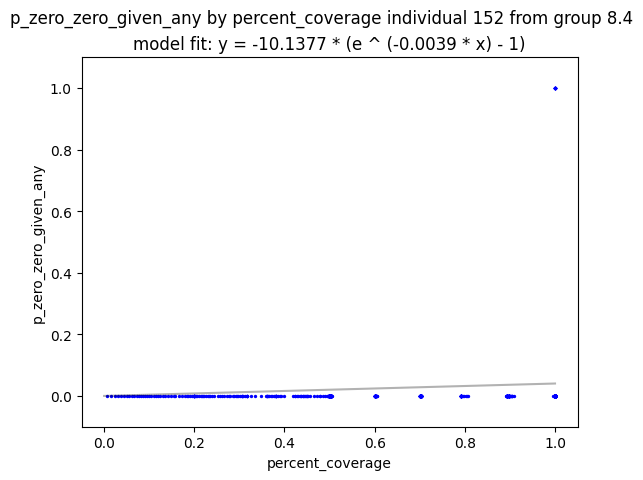 p_zero_zero_given_any by percent_coverage individual 152 from group 8.4
model fit: y = -10.1377 * (e ^ (-0.0039 * x) - 1)
1.0
0.8
0.6
0.4
0.2
0.0
p_zero_zero_given_any
0.0 0.2 0.4 0.6 0.8 1.0
percent_coverage